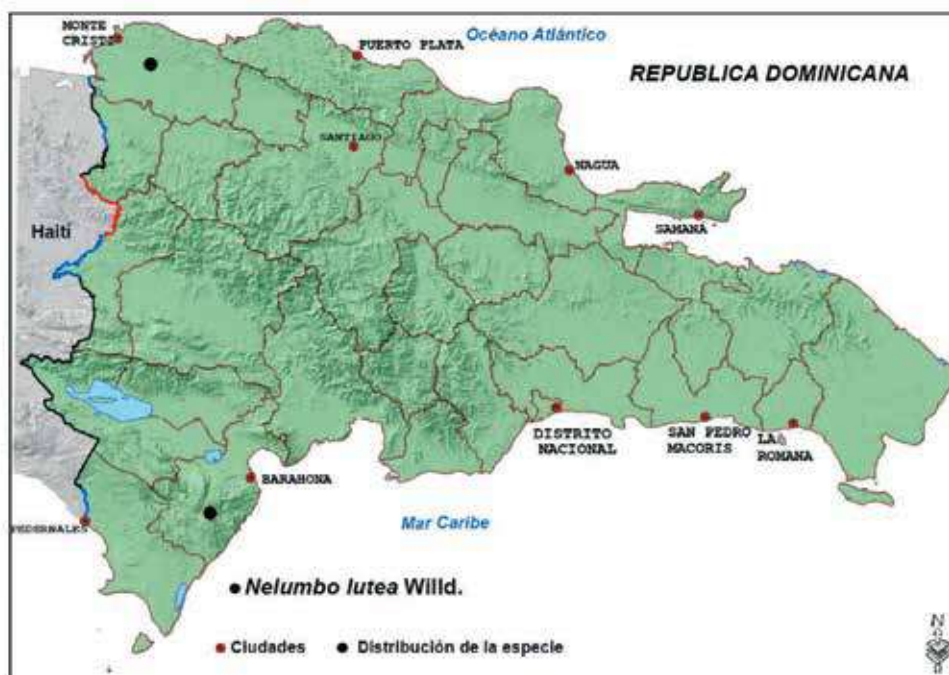 MONTE
CRISTI
PUERTO PLATA
Océano Atlántico
REPUBLICA DOMINICANA
SANTIAGO
NAGUA
SAMANÁ
Haití
DISTRITO
NACIONAL
SAN PEDRO
MACORIS
LA
ROMANA
BARAHONA
PEDERNALES
Mar Caribe
Nelumbo lutea Willd.
Ciudades
Distribución de la especie
N